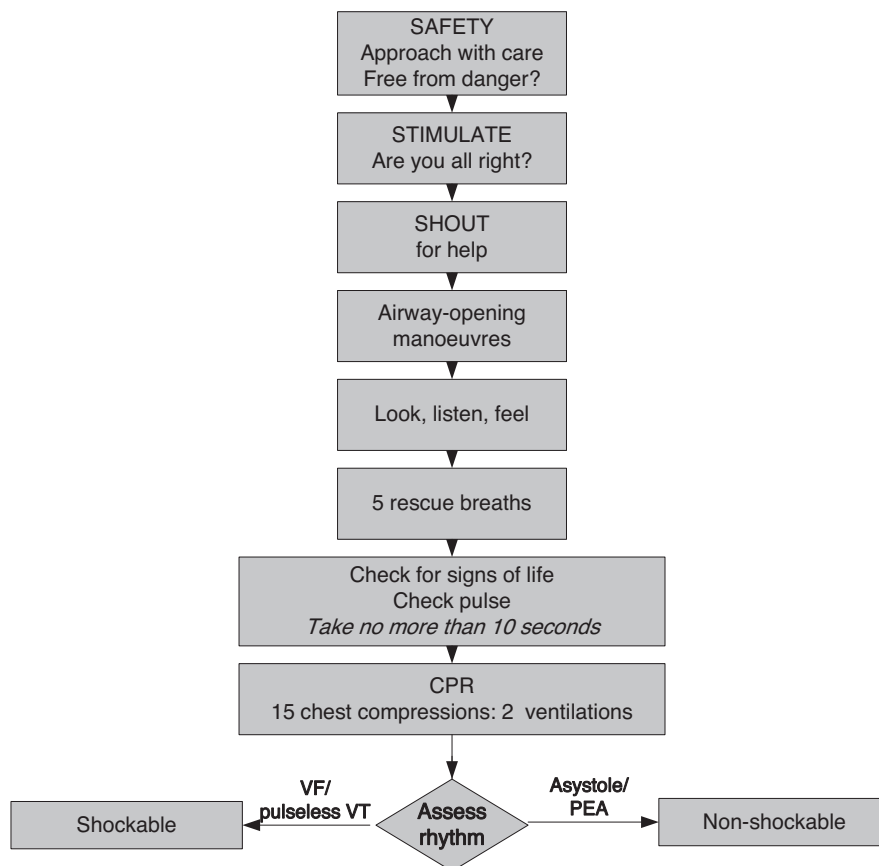 SAFETY
Approach with care
Free from danger?
STIMULATE
Are you all right?
SHOUT
for help
Airway-opening
manoeuvres
Look, listen, feel
5 rescue breaths
Check for signs of life
Check pulse
Take no more than 10 seconds
CPR
15 chest compressions: 2 ventilations
VF/
pulseless VT
Asystole/
PEA
Shockable
Assess
rhythm
Non-shockable